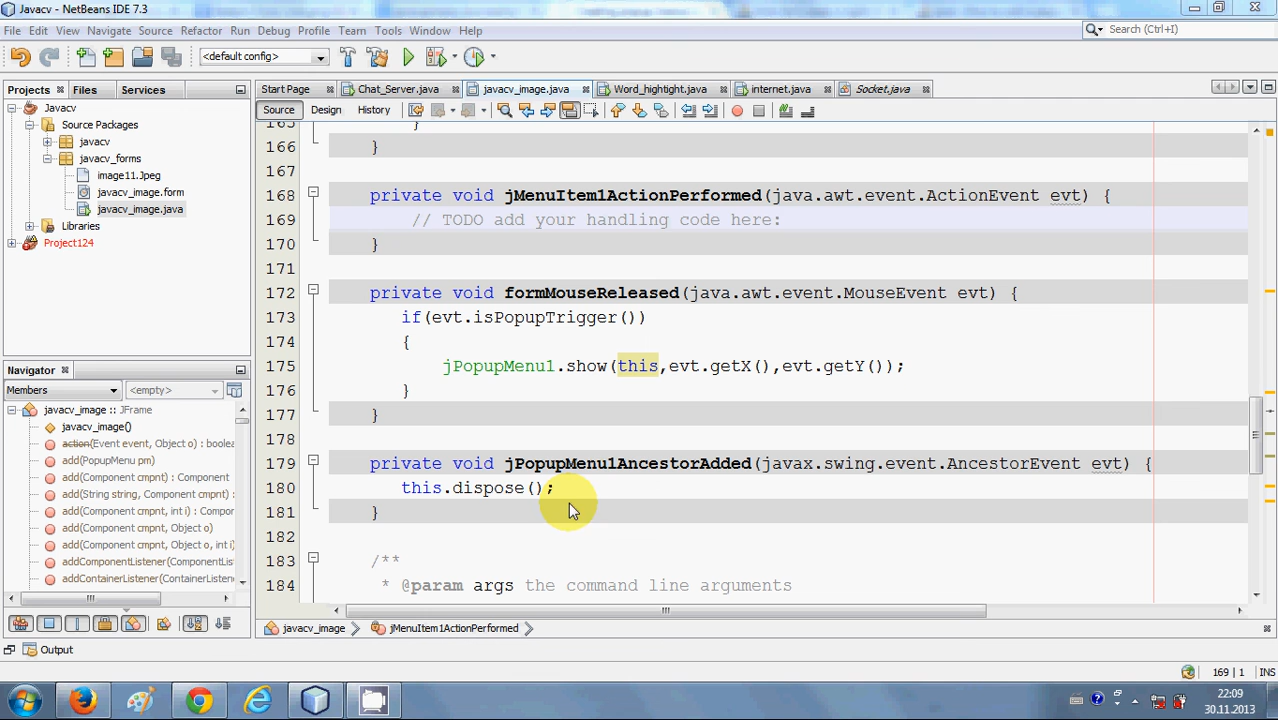 Javacv - NetBeans IDE 7.3
File Edit View Navigate Source Refactor Run Debug Profile Team Tools Window Help
Search (Ctrl+I)
<default config>
Projects Files Services
Start Page Chat_Server.java javacv_image.java Word_hightight.java internet.java Socket.java
Source Design History
Javacv
Source Packages
javacv
javacv_forms
image11.Jpeg
javacv_image.form
javacv_image.java
Libraries
Project124
165 }
166 }
167
168 private void jMenuItem1ActionPerformed(java.awt.event.ActionEvent evt) {
169 // TODO add your handling code here:
170 }
171
172 private void formMouseReleased(java.awt.event.MouseEvent evt) {
173 if(evt.isPopupTrigger())
174 {
175 jPopupMenu1.show(this,evt.getX(),evt.getY());
176 }
177 }
178
179 private void jPopupMenu1AncestorAdded(javax.swing.event.AncestorEvent evt) {
180 this.dispose();
181 }
182
183 /**
184 * @param args the command line arguments
Navigator
Members <empty>
javacv_image :: JFrame
javacv_image()
action(Event event, Object o) : boolea
add(PopupMenu pm)
add(Component cmpnt) : Component
add(String string, Component cmpnt)
add(Component cmpnt, int i) : Compo
add(Component cmpnt, Object o)
add(Component cmpnt, Object o, int i)
addComponentListener(ComponentListe
addContainerListener(ContainerListene
javacv_image jMenuItem1ActionPerformed
Output
169 | 1
22:09
30.11.2013